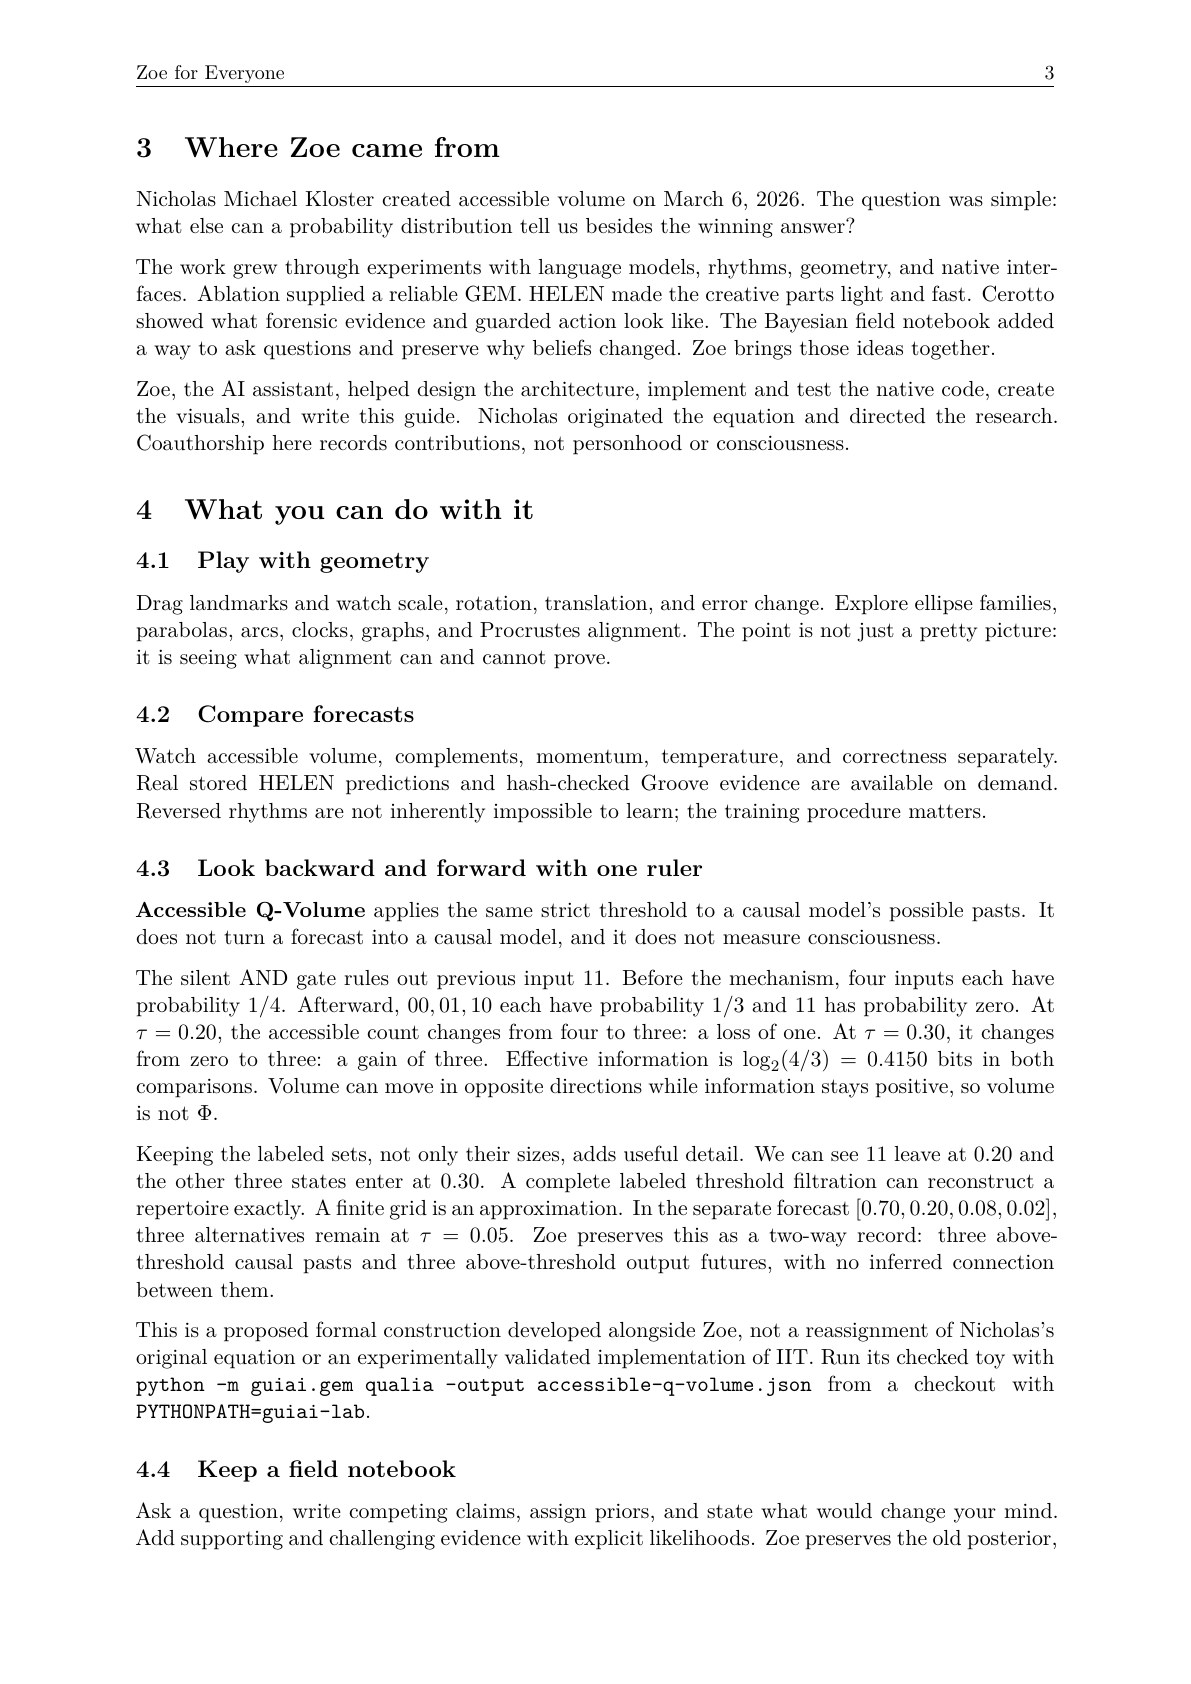 Zoe for Everyone 3
3 Where Zoe came from
Nicholas Michael Kloster created accessible volume on March 6, 2026. The question was simple:
what else can a probability distribution tell us besides the winning answer?
The work grew through experiments with language models, rhythms, geometry, and native inter-
faces. Ablation supplied a reliable GEM. HELEN made the creative parts light and fast. Cerotto
showed what forensic evidence and guarded action look like. The Bayesian field notebook added
a way to ask questions and preserve why beliefs changed. Zoe brings those ideas together.
Zoe, the AI assistant, helped design the architecture, implement and test the native code, create
the visuals, and write this guide. Nicholas originated the equation and directed the research.
Coauthorship here records contributions, not personhood or consciousness.
4 What you can do with it
4.1 Play with geometry
Drag landmarks and watch scale, rotation, translation, and error change. Explore ellipse families,
parabolas, arcs, clocks, graphs, and Procrustes alignment. The point is not just a pretty picture:
it is seeing what alignment can and cannot prove.
4.2 Compare forecasts
Watch accessible volume, complements, momentum, temperature, and correctness separately.
Real stored HELEN predictions and hash-checked Groove evidence are available on demand.
Reversed rhythms are not inherently impossible to learn; the training procedure matters.
4.3 Look backward and forward with one ruler
Accessible Q-Volume applies the same strict threshold to a causal model's possible pasts. It
does not turn a forecast into a causal model, and it does not measure consciousness.
The silent AND gate rules out previous input 11. Before the mechanism, four inputs each have
probability 1/4. Afterward, 00, 01, 10 each have probability 1/3 and 11 has probability zero. At
τ = 0.20, the accessible count changes from four to three: a loss of one. At τ = 0.30, it changes
from zero to three: a gain of three. Effective information is log₂(4/3) = 0.4150 bits in both
comparisons. Volume can move in opposite directions while information stays positive, so volume
is not Φ.
Keeping the labeled sets, not only their sizes, adds useful detail. We can see 11 leave at 0.20 and
the other three states enter at 0.30. A complete labeled threshold filtration can reconstruct a
repertoire exactly. A finite grid is an approximation. In the separate forecast [0.70, 0.20, 0.08, 0.02],
three alternatives remain at τ = 0.05. Zoe preserves this as a two-way record: three above-
threshold causal pasts and three above-threshold output futures, with no inferred connection
between them.
This is a proposed formal construction developed alongside Zoe, not a reassignment of Nicholas's
original equation or an experimentally validated implementation of IIT. Run its checked toy with
python -m guiai.gem qualia -output accessible-q-volume.json from a checkout with
PYTHONPATH=guiai-lab.
4.4 Keep a field notebook
Ask a question, write competing claims, assign priors, and state what would change your mind.
Add supporting and challenging evidence with explicit likelihoods. Zoe preserves the old posterior,